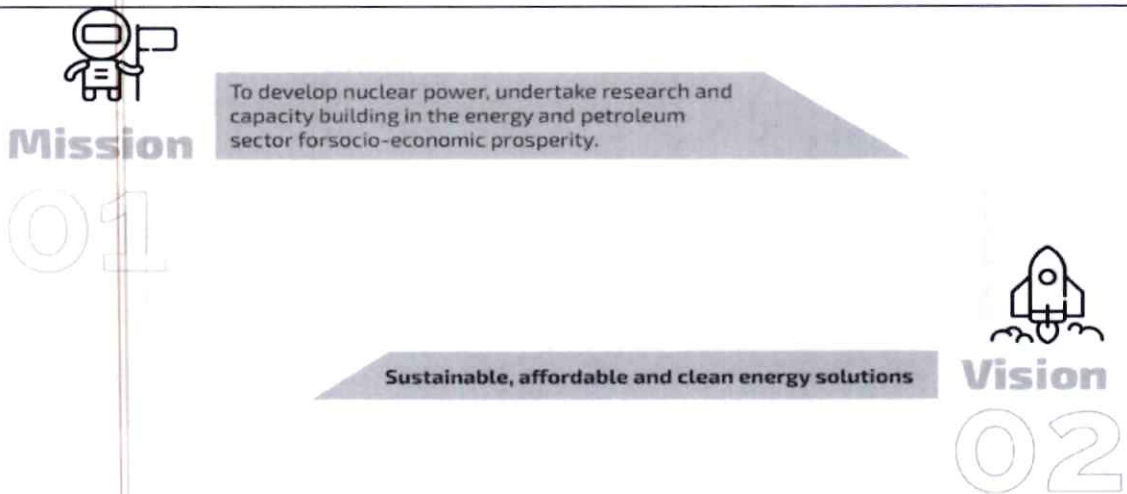 To develop nuclear power, undertake research and
capacity building in the energy and petroleum
sector forsocio-economic prosperity.
Mission
01
Sustainable, affordable and clean energy solutions
Vision
02